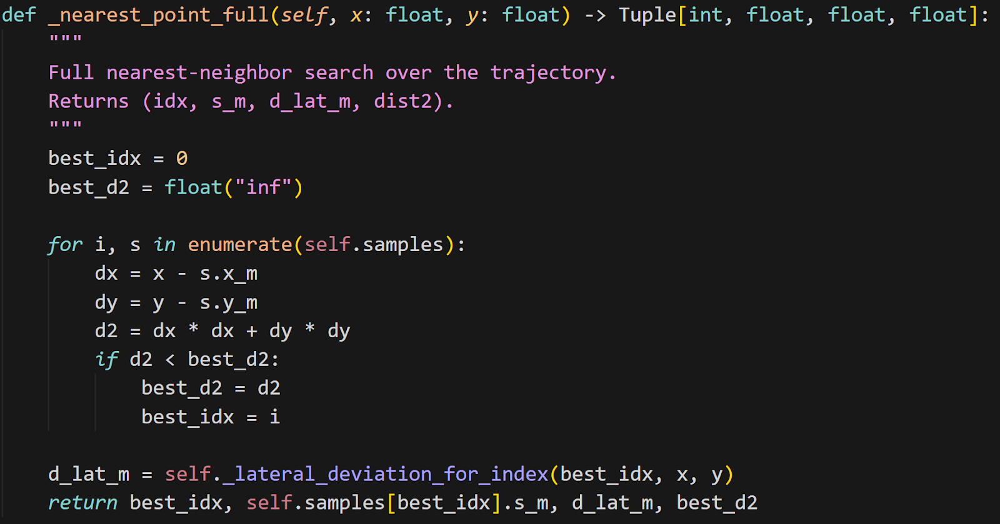 def _nearest_point_full(self, x: float, y: float) -> Tuple[int, float, float, float]:
    """
    Full nearest-neighbor search over the trajectory.
    Returns (idx, s_m, d_lat_m, dist2).
    """
    best_idx = 0
    best_d2 = float("inf")

    for i, s in enumerate(self.samples):
        dx = x - s.x_m
        dy = y - s.y_m
        d2 = dx * dx + dy * dy
        if d2 < best_d2:
            best_d2 = d2
            best_idx = i

    d_lat_m = self._lateral_deviation_for_index(best_idx, x, y)
    return best_idx, self.samples[best_idx].s_m, d_lat_m, best_d2